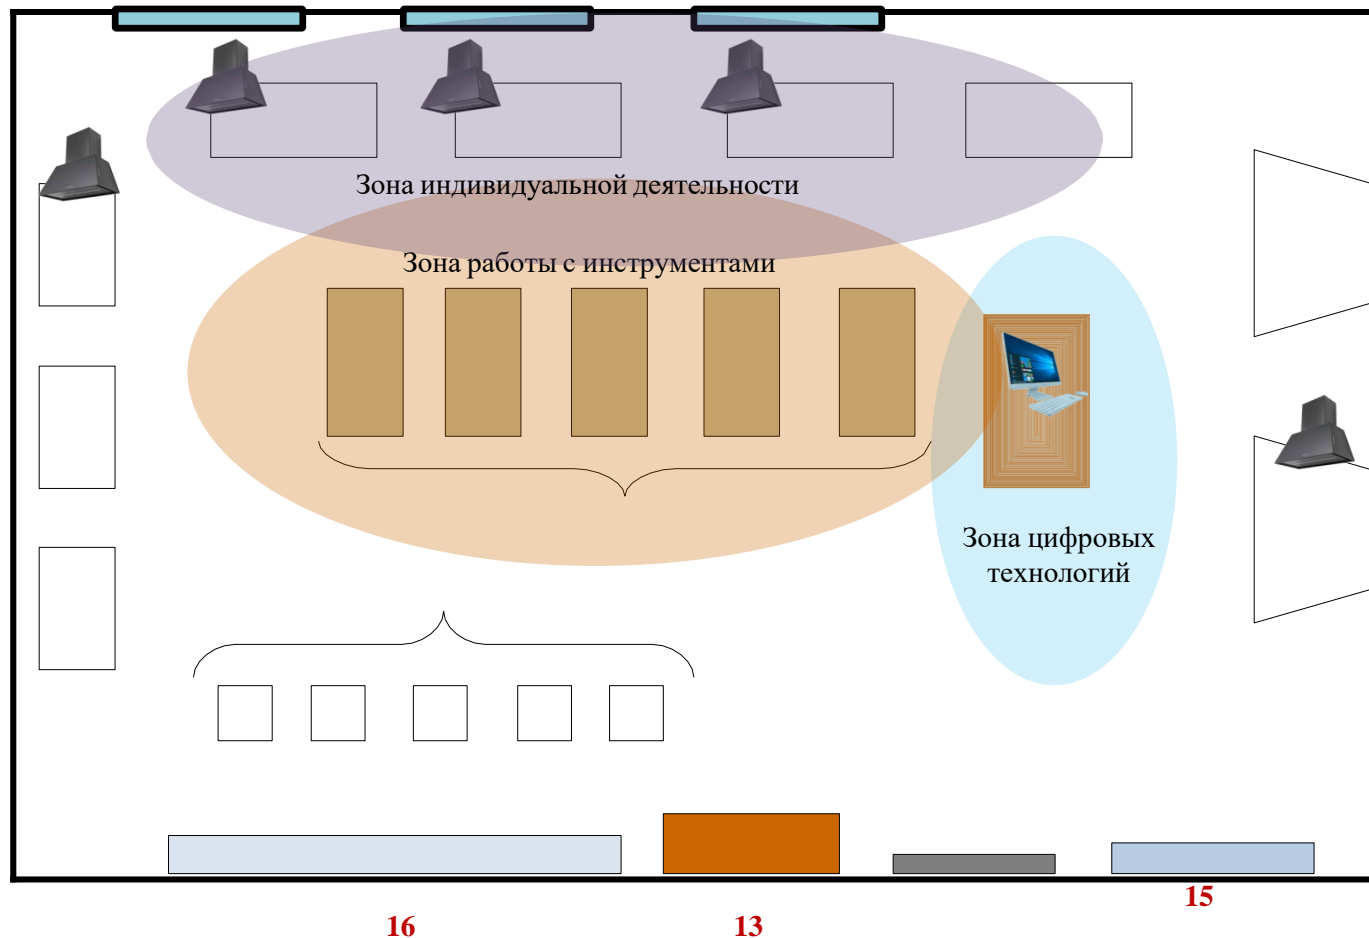 Зона индивидуальной деятельности
Зона работы с инструментами
Зона цифровых
технологий
15
16
13